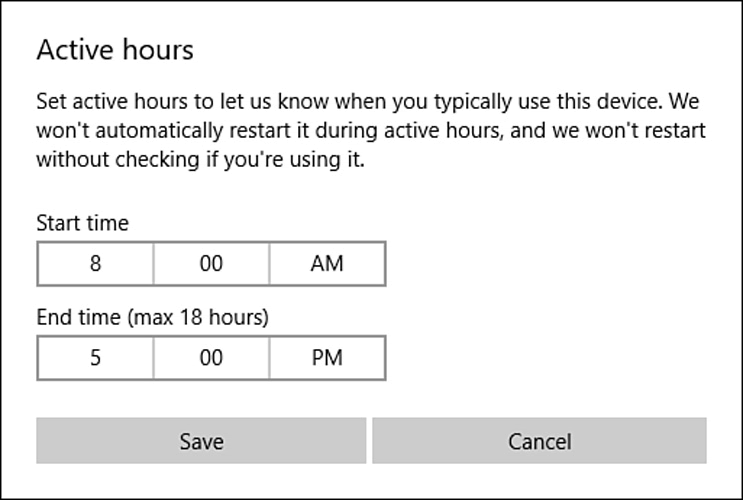 Active hours
Set active hours to let us know when you typically use this device. We
won't automatically restart it during active hours, and we won't restart
without checking if you're using it.
Start time
8 00 AM
End time (max 18 hours)
5 00 PM
Save Cancel